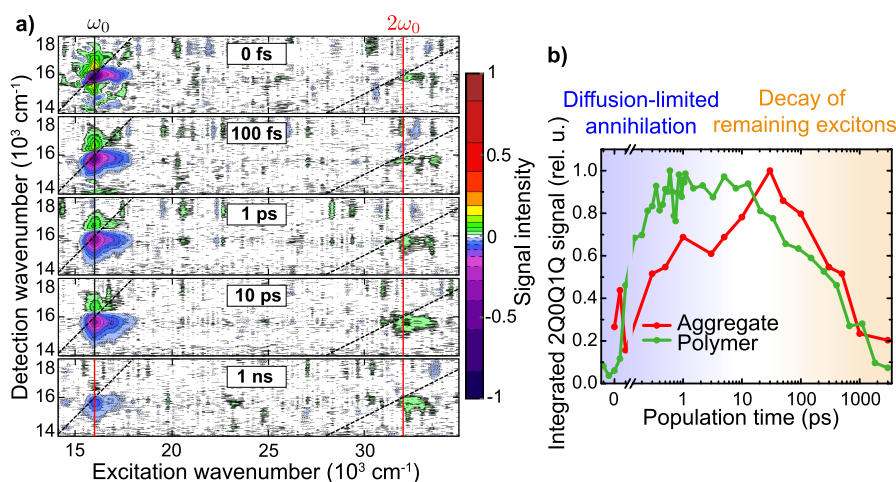 a)
ω0
2ω0
18
16
14
0 fs
18
16
14
100 fs
18
16
14
1 ps
18
16
14
10 ps
18
16
14
1 ns
15
20
25
30
Detection wavenumber (10³ cm⁻¹)
Excitation wavenumber (10³ cm⁻¹)
1
0.5
0
-0.5
-1
Signal intensity
b)
Diffusion-limited
annihilation
Decay of
remaining excitons
1.0
0.8
0.6
0.4
0.2
0.0
Integrated 2Q0Q1Q signal (rel. u.)
Aggregate
Polymer
0
1
10
100
1000
Population time (ps)